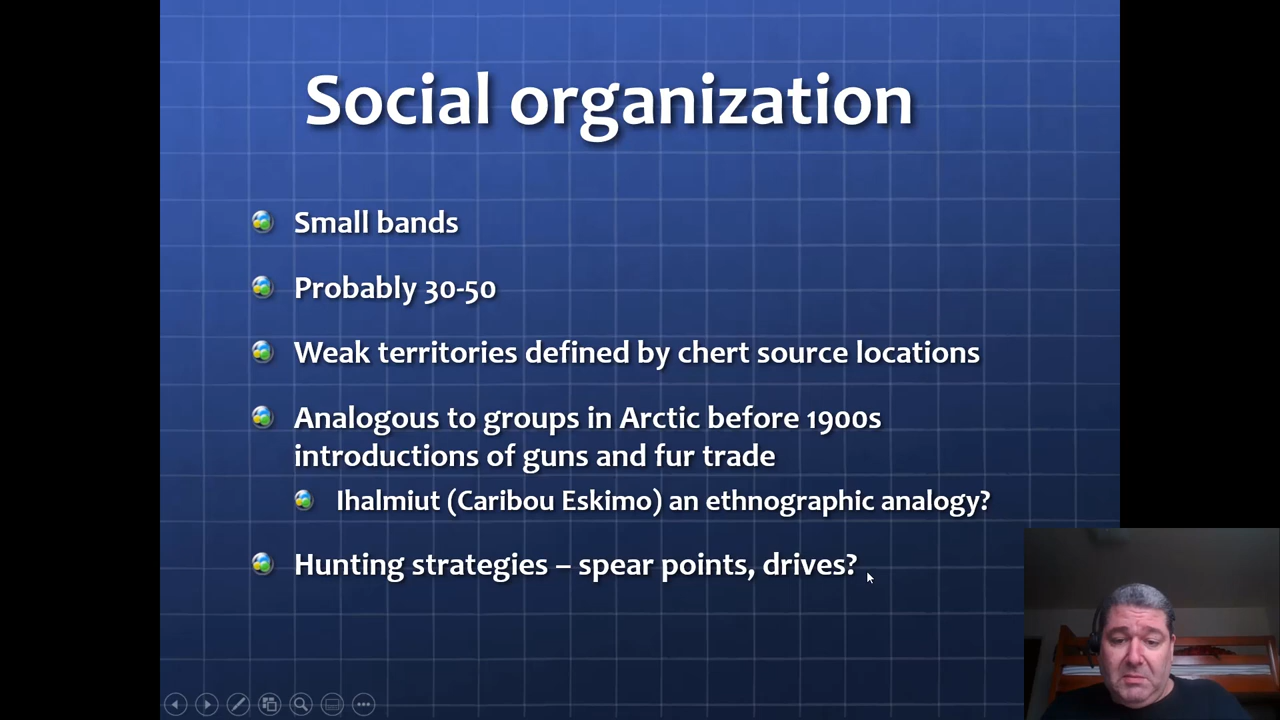 Social organization
Small bands
Probably 30-50
Weak territories defined by chert source locations
Analogous to groups in Arctic before 1900s
introductions of guns and fur trade
Ihalmiut (Caribou Eskimo) an ethnographic analogy?
Hunting strategies – spear points, drives?